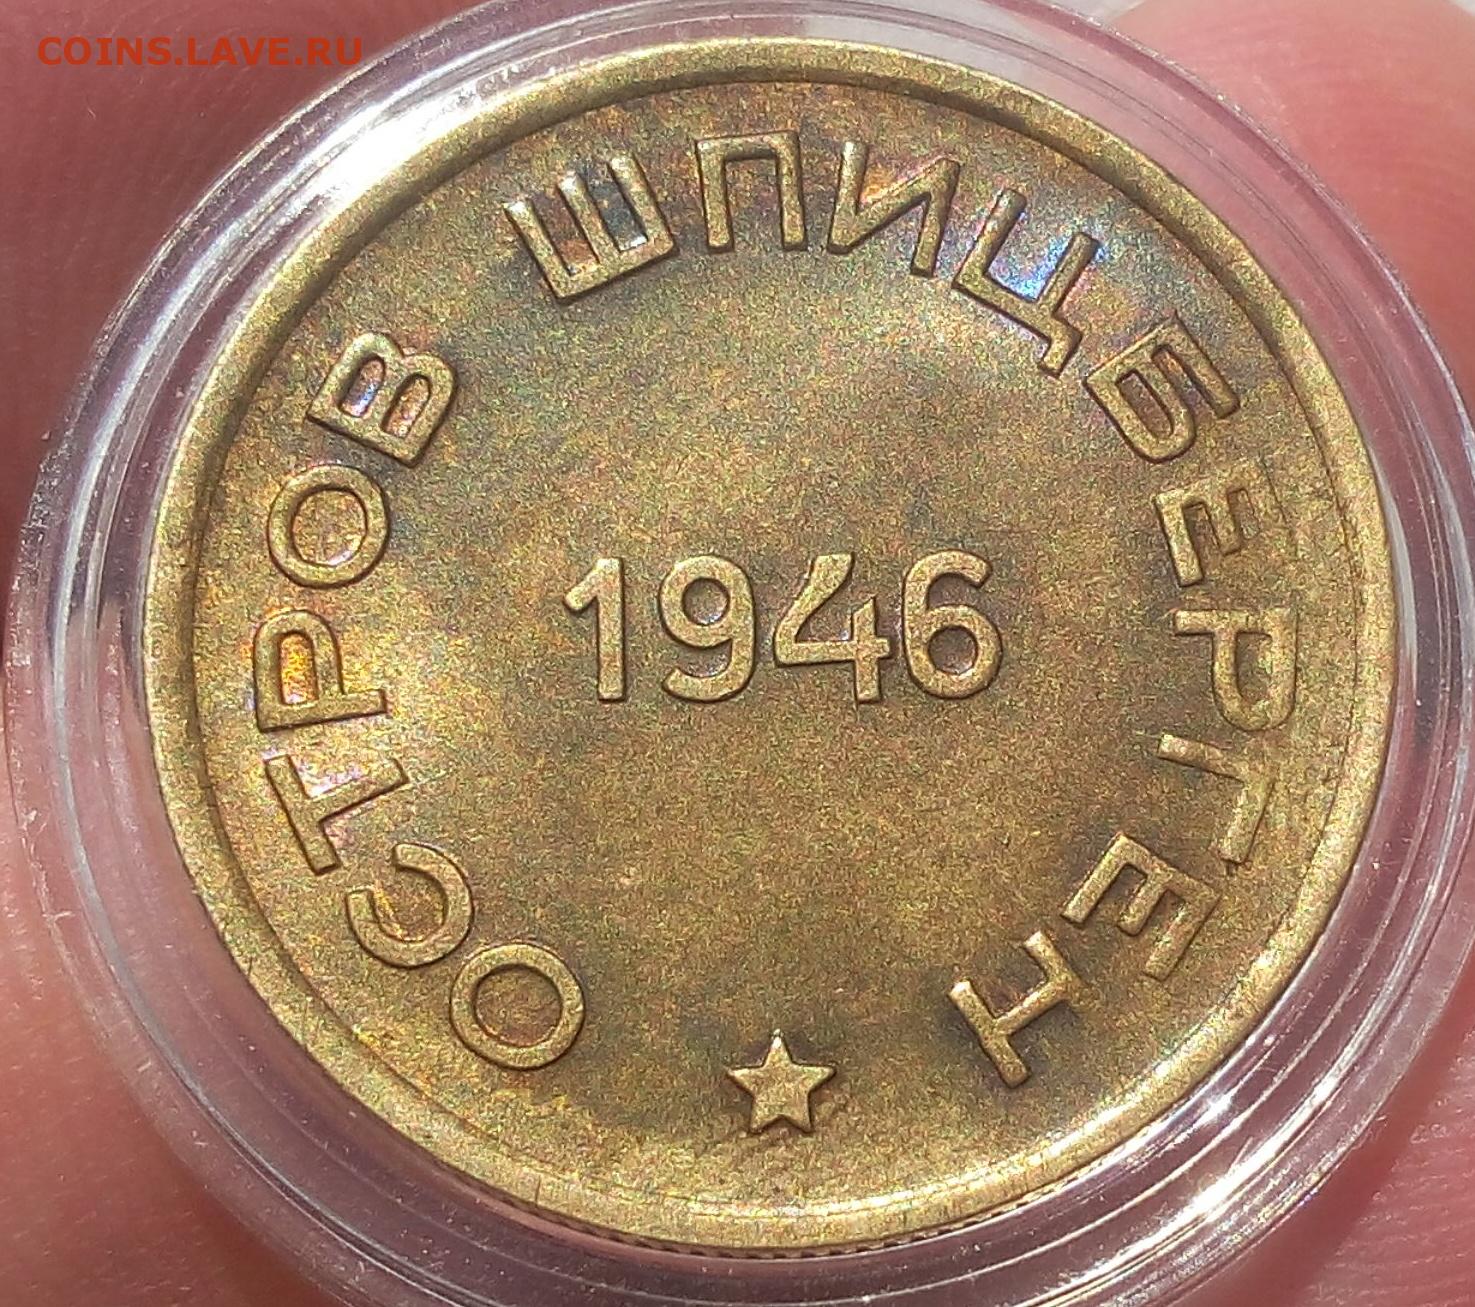 COINS.LAVE.RU
ОСТРОВ ШПИЦБЕРГЕН
1946